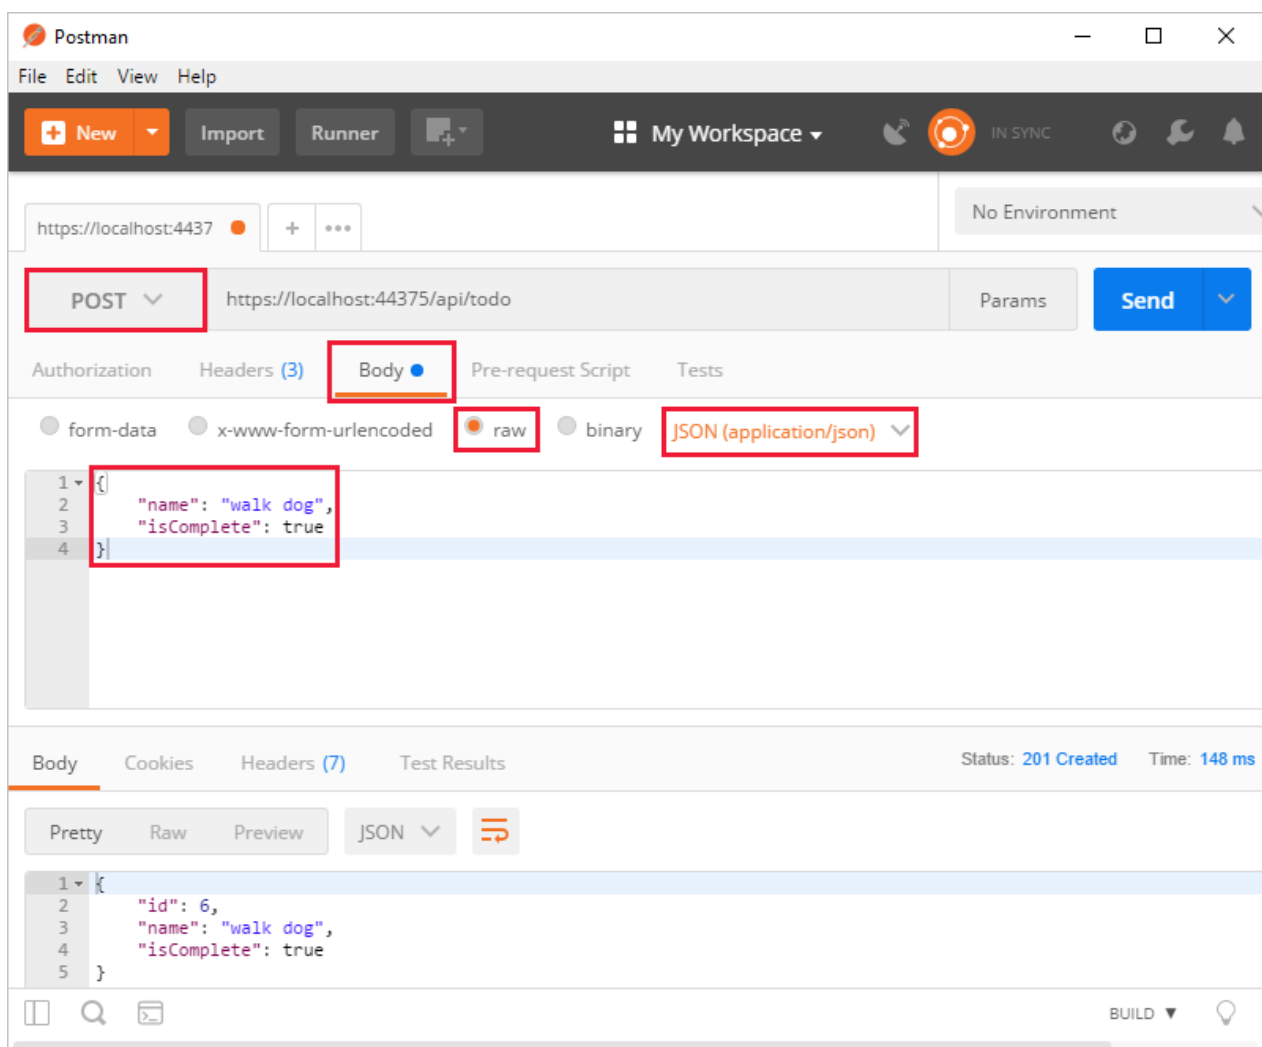 Postman
File Edit View Help
New Import Runner My Workspace IN SYNC
https://localhost:4437 + ••• No Environment
POST https://localhost:44375/api/todo Params Send
Authorization Headers (3) Body Pre-request Script Tests
form-data x-www-form-urlencoded raw binary JSON (application/json)
1 {
2 "name": "walk dog",
3 "isComplete": true
4 }
Body Cookies Headers (7) Test Results Status: 201 Created Time: 148 ms
Pretty Raw Preview JSON
1 {
2 "id": 6,
3 "name": "walk dog",
4 "isComplete": true
5 }
BUILD